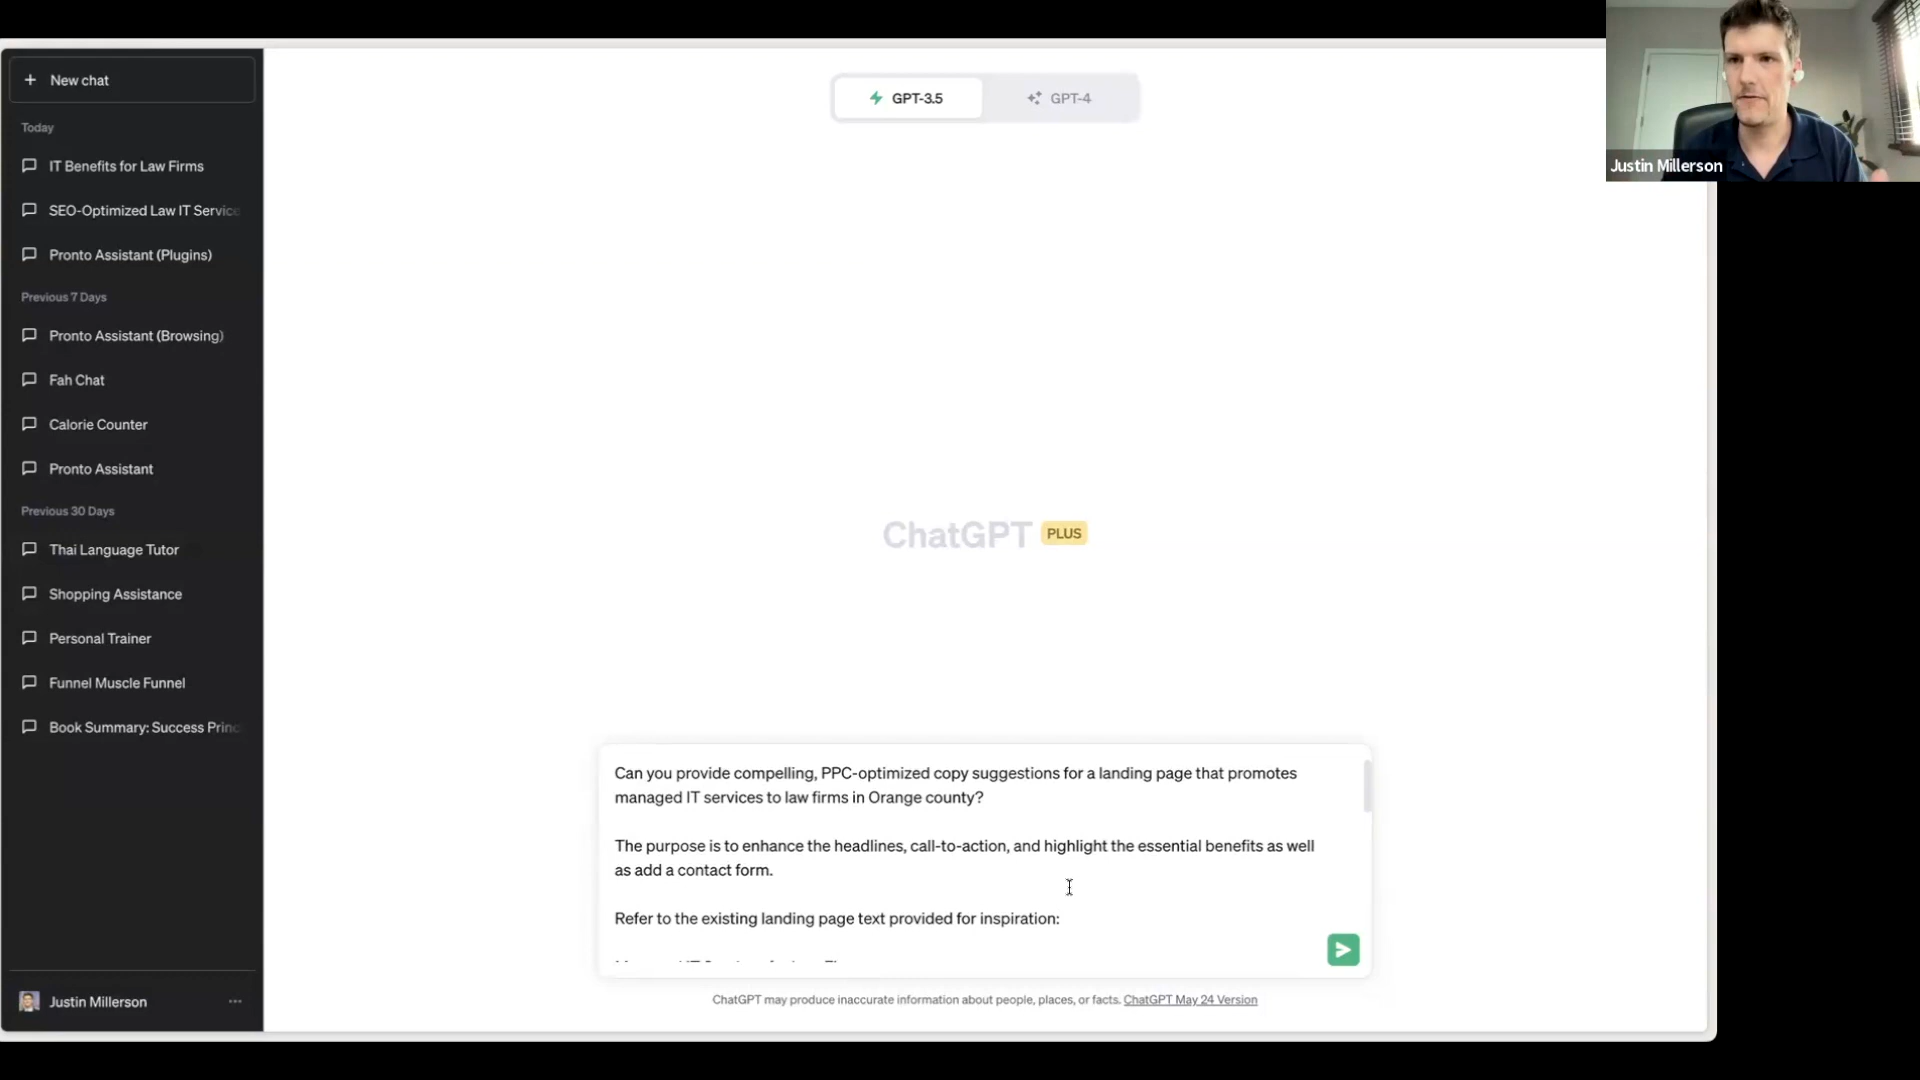 New chat
Today
IT Benefits for Law Firms
SEO-Optimized Law IT Service
Pronto Assistant (Plugins)
Previous 7 Days
Pronto Assistant (Browsing)
Fah Chat
Calorie Counter
Pronto Assistant
Previous 30 Days
Thai Language Tutor
Shopping Assistance
Personal Trainer
Funnel Muscle Funnel
Book Summary: Success Princ
Justin Millerson
GPT-3.5
GPT-4
ChatGPT PLUS
Can you provide compelling, PPC-optimized copy suggestions for a landing page that promotes
managed IT services to law firms in Orange county?
The purpose is to enhance the headlines, call-to-action, and highlight the essential benefits as well
as add a contact form.
Refer to the existing landing page text provided for inspiration:
ChatGPT may produce inaccurate information about people, places, or facts. ChatGPT May 24 Version
Justin Millerson